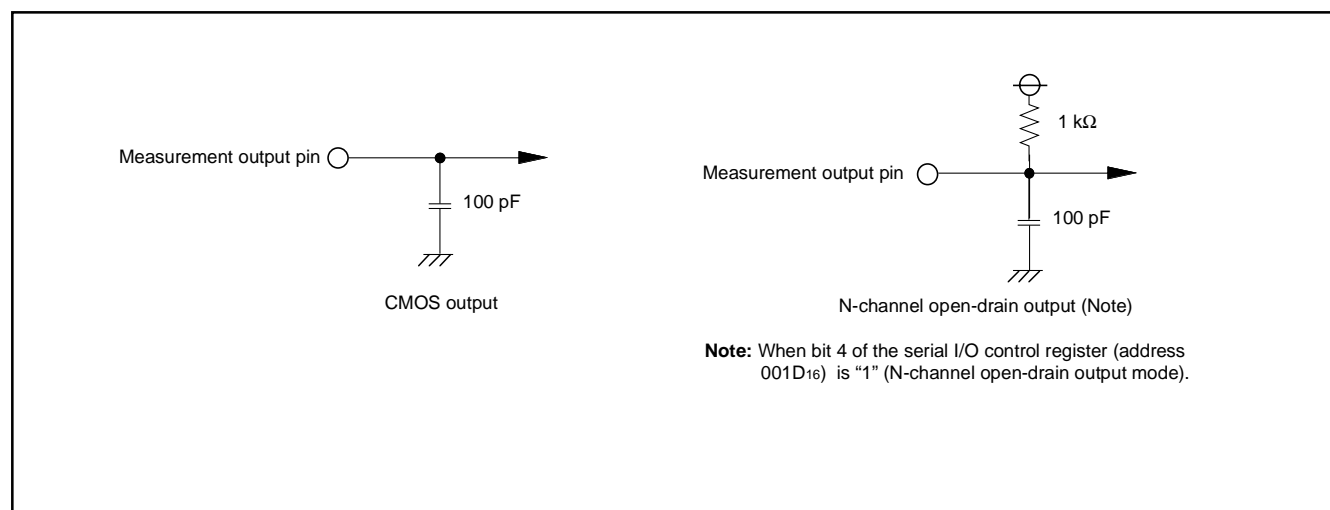 Measurement output pin
100 pF
CMOS output
1 kΩ
Measurement output pin
100 pF
N-channel open-drain output (Note)
Note: When bit 4 of the serial I/O control register (address
001D16) is “1” (N-channel open-drain output mode).